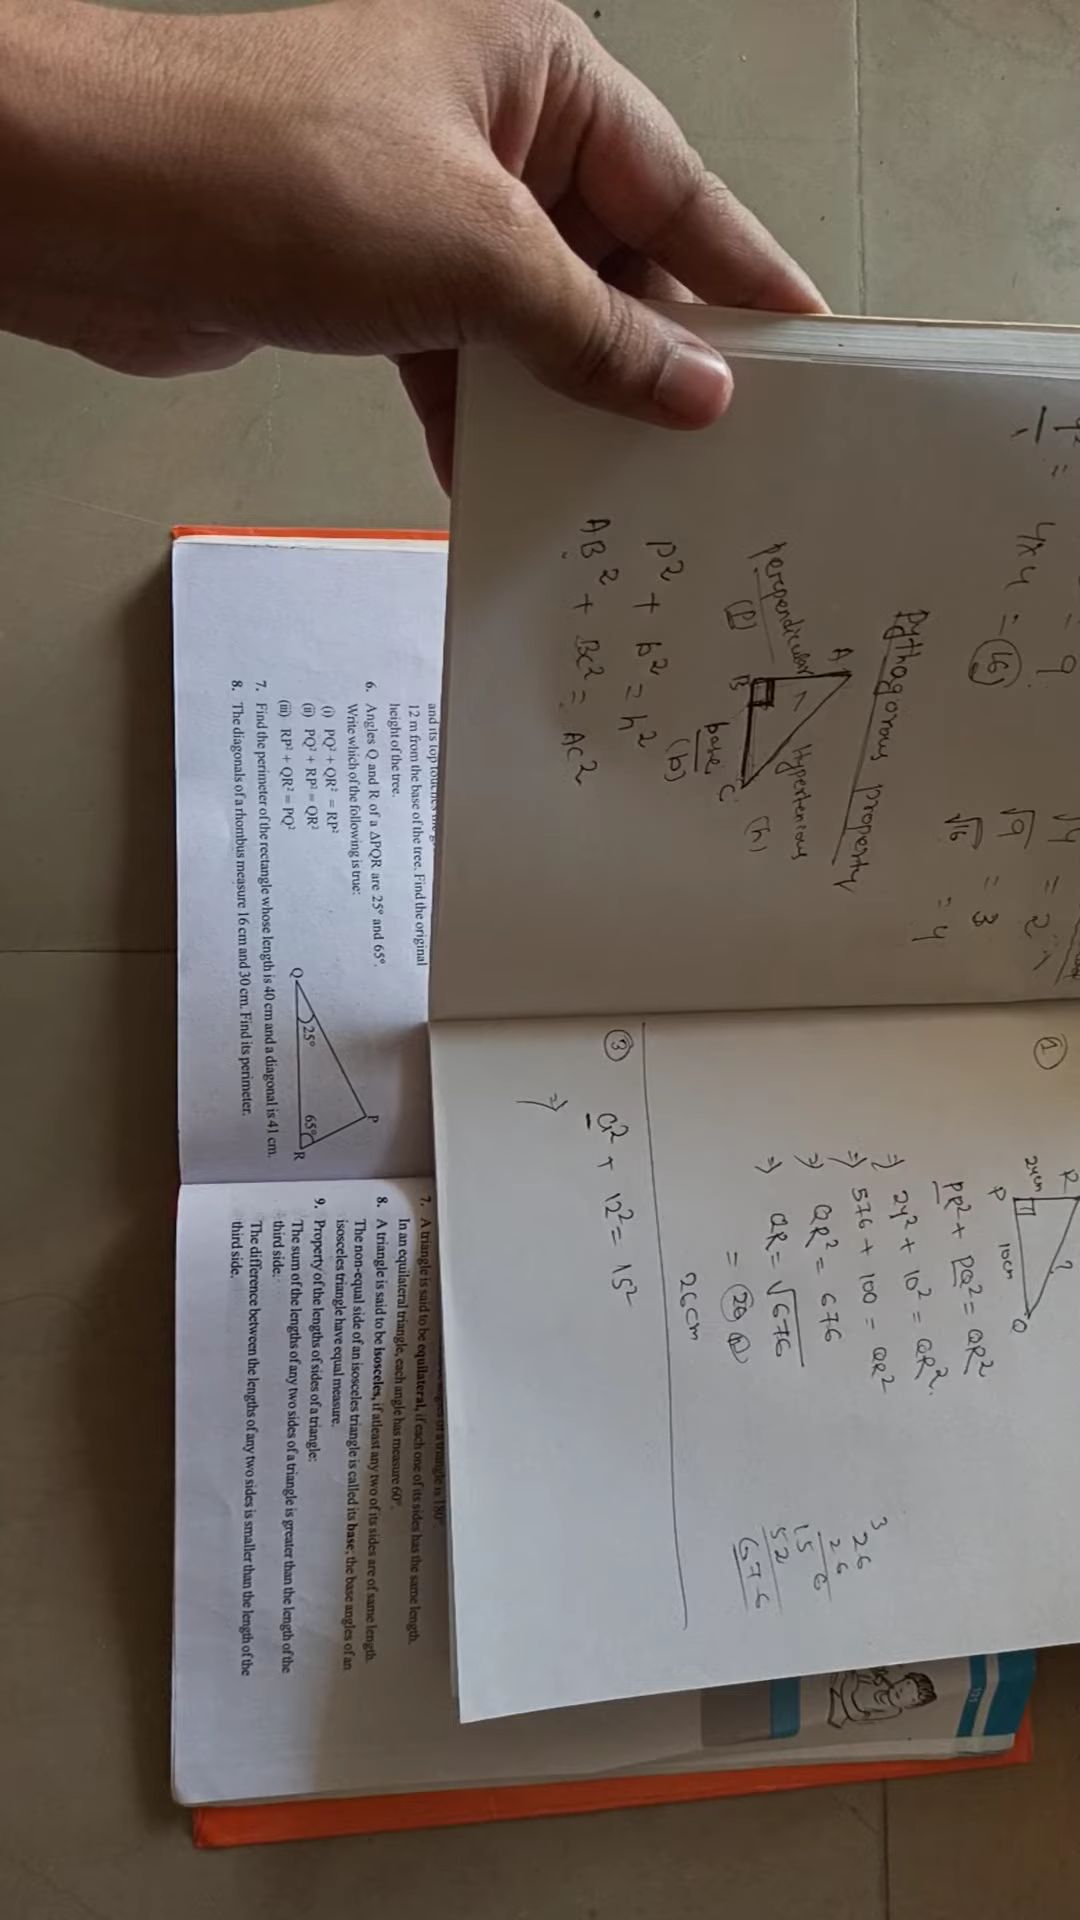 4x4 = 16
√9 = 3
√16 = 4
Pythagorous property
A
perependicular
(P)
Hypertenious
(h)
B
base
(b)
C
p² + b² = h²
AB² + BC² = AC²
1
R
24cm
?
P
10cm
Q
PR² + PQ² = QR²
=) 24² + 10² = QR².
=) 576 + 100 = QR²
=) QR² = 676
=) QR = √676
= 26
26cm
3
26
26
156
52
676
3
a² + 12² = 15²
=)
12 m from the base of the tree. Find the original
height of the tree.
6. Angles Q and R of a ΔPQR are 25° and 65°.
Write which of the following is true:
(i) PQ² + QR² = RP²
(ii) PQ² + RP² = QR²
(iii) RP² + QR² = PQ²
P
Q
25°
65°
R
7. Find the perimeter of the rectangle whose length is 40 cm and a diagonal is 41 cm.
8. The diagonals of a rhombus measure 16 cm and 30 cm. Find its perimeter.
angles of a triangle is 180°.
7. A triangle is said to be equilateral, if each one of its sides has the same length.
In an equilateral triangle, each angle has measure 60°.
8. A triangle is said to be isosceles, if atleast any two of its sides are of same length.
The non-equal side of an isosceles triangle is called its base; the base angles of an
isosceles triangle have equal measure.
9. Property of the lengths of sides of a triangle:
The sum of the lengths of any two sides of a triangle is greater than the length of the
third side.
The difference between the lengths of any two sides is smaller than the length of the
third side.